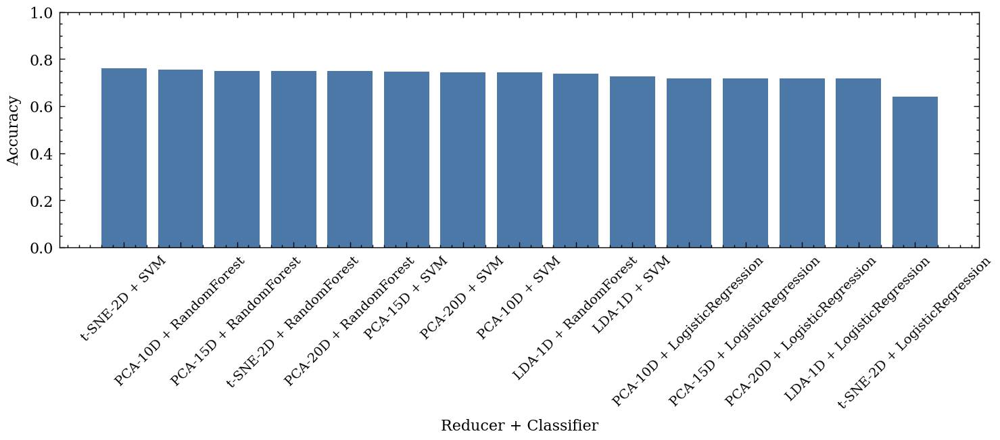 1.0
0.8
0.6
0.4
0.2
0.0
Accuracy
t-SNE-2D + SVM
PCA-10D + RandomForest
PCA-15D + RandomForest
t-SNE-2D + RandomForest
PCA-20D + RandomForest
PCA-15D + SVM
PCA-20D + SVM
PCA-10D + SVM
LDA-1D + RandomForest
LDA-1D + SVM
PCA-10D + LogisticRegression
PCA-15D + LogisticRegression
PCA-20D + LogisticRegression
LDA-1D + LogisticRegression
t-SNE-2D + LogisticRegression
Reducer + Classifier